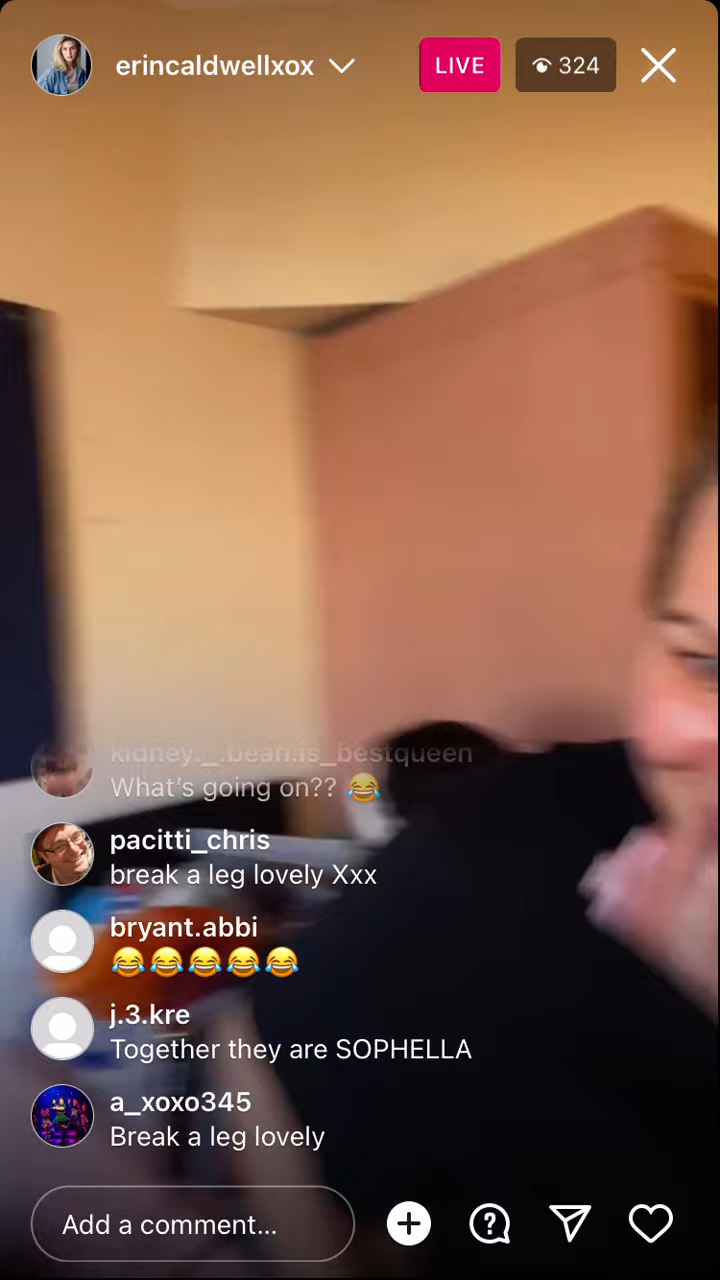 erincaldwellxox
LIVE
324
kidney._.bean.is_bestqueen
What's going on?? 😂
pacitti_chris
break a leg lovely Xxx
bryant.abbi
😂😂😂😂😂
j.3.kre
Together they are SOPHELLA
a_xoxo345
Break a leg lovely
Add a comment...